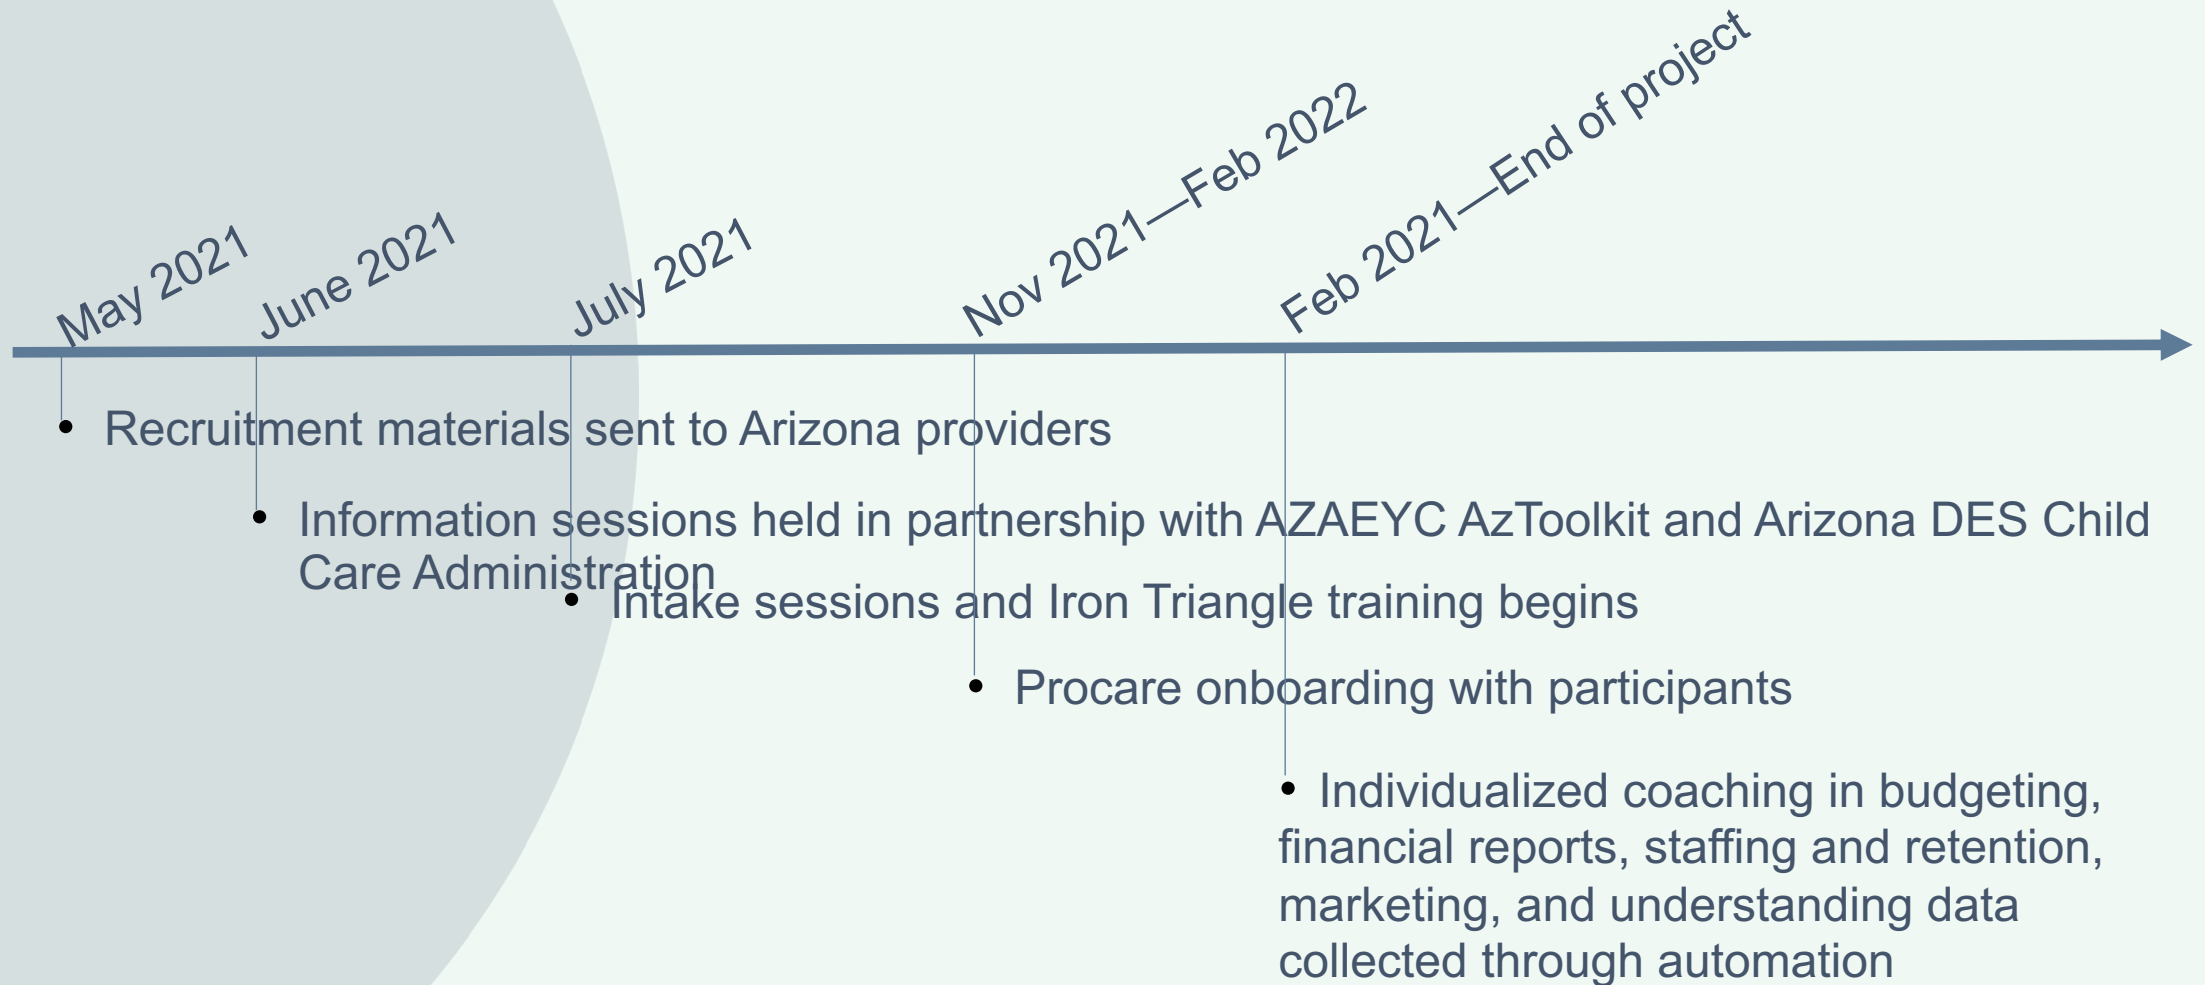 May 2021
June 2021
July 2021
Nov 2021—Feb 2022
Feb 2021—End of project
• Recruitment materials sent to Arizona providers
• Information sessions held in partnership with AZAEYC AzToolkit and Arizona DES Child
Care Administration
• Intake sessions and Iron Triangle training begins
• Procare onboarding with participants
• Individualized coaching in budgeting,
financial reports, staffing and retention,
marketing, and understanding data
collected through automation